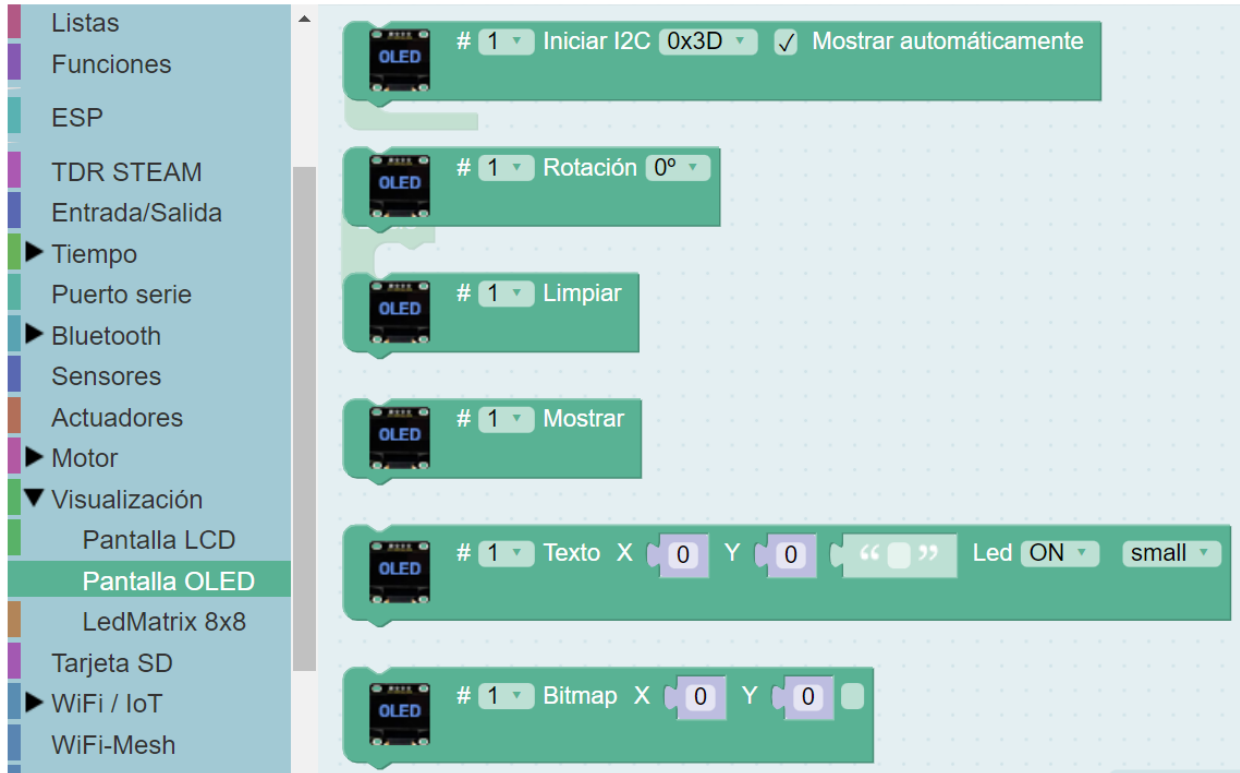 Listas
Funciones
ESP
TDR STEAM
Entrada/Salida
Tiempo
Puerto serie
Bluetooth
Sensores
Actuadores
Motor
Visualización
Pantalla LCD
Pantalla OLED
LedMatrix 8x8
Tarjeta SD
WiFi / IoT
WiFi-Mesh
OLED # 1 Iniciar I2C 0x3D ✓ Mostrar automáticamente
OLED # 1 Rotación 0º
OLED # 1 Limpiar
OLED # 1 Mostrar
OLED # 1 Texto X 0 Y 0 “ ” Led ON small
OLED # 1 Bitmap X 0 Y 0